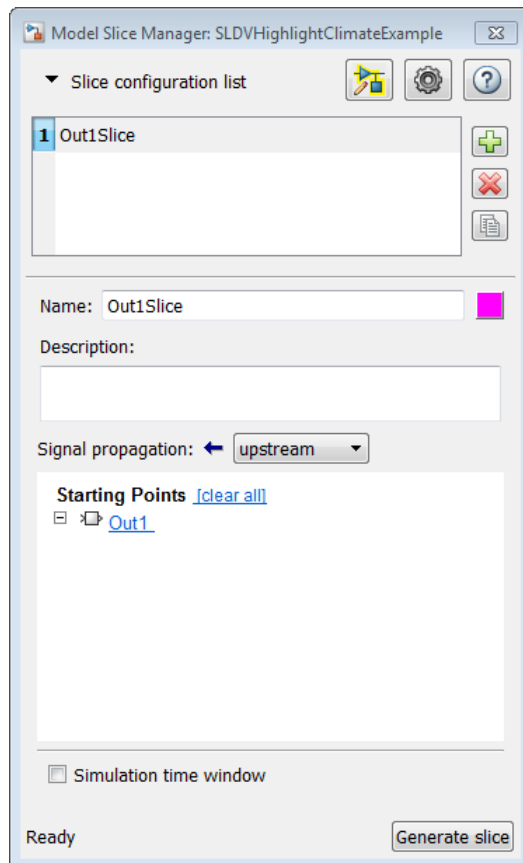 Model Slice Manager: SLDVHighlightClimateExample
Slice configuration list
?
1 Out1Slice
Name: Out1Slice
Description:
Signal propagation: upstream
Starting Points [clear all]
Out1
Simulation time window
Ready Generate slice